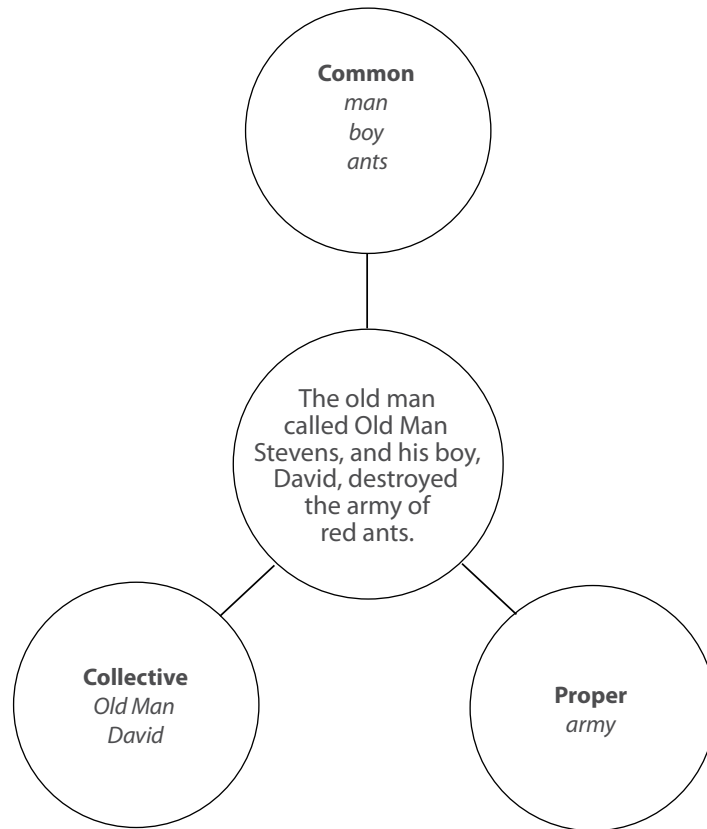 Common
man
boy
ants
The old man
called Old Man
Stevens, and his boy,
David, destroyed
the army of
red ants.
Collective
Old Man
David
Proper
army